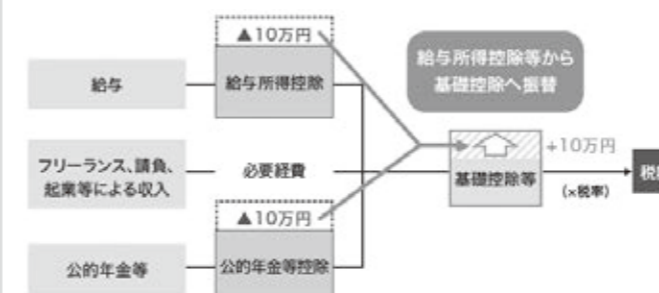 ▲10万円
給与所得控除等から
基礎控除へ振替
給与
給与所得控除
+10万円
フリーランス、請負、
起業等による収入
必要経費
基礎控除等
(×税率)
▲10万円
公的年金等
公的年金等控除